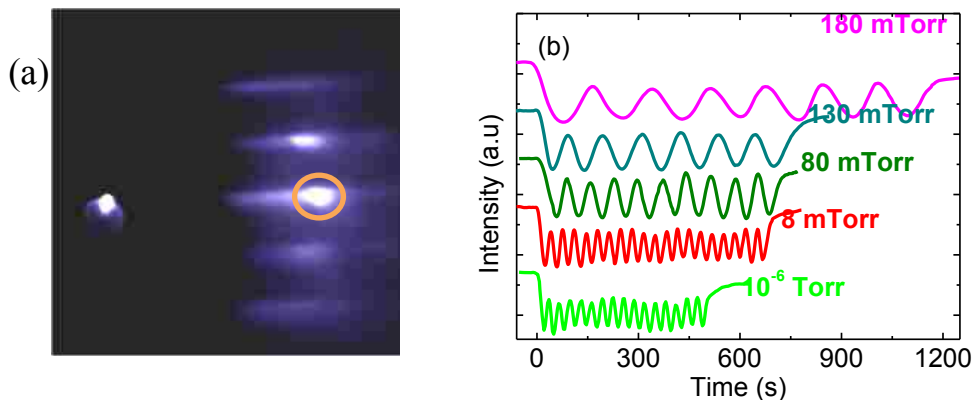 (a)
(b)
180 mTorr
130 mTorr
80 mTorr
8 mTorr
10⁻⁶ Torr
Intensity (a.u)
0 300 600 900 1200
Time (s)